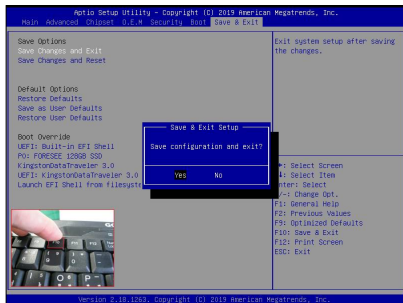 Aptio Setup Utility - Copyright (C) 2019 American Megatrends, Inc.
Main Advanced Chipset O.E.M Security Boot Save & Exit
Save Options
Save Changes and Exit
Save Changes and Reset
Default Options
Restore Defaults
Save as User Defaults
Restore User Defaults
Boot Override
UEFI: Built-in EFI Shell
P0: FORESEE 128GB SSD
KingstonDataTraveler 3.0
UEFI: KingstonDataTraveler 3.0
Launch EFI Shell from filesyste
Exit system setup after saving
the changes.
Save & Exit Setup
Save configuration and exit?
Yes No
: Select Screen
: Select Item
nter: Select
/-: Change Opt.
F1: General Help
F2: Previous Values
F9: Optimized Defaults
F10: Save & Exit
F12: Print Screen
ESC: Exit
O P
Version 2.18.1263. Copyright (C) 2019 American Megatrends, Inc.